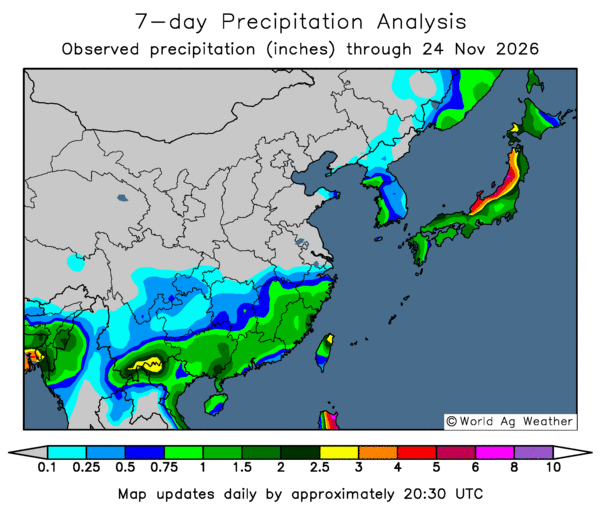 7-day Precipitation Analysis
Observed precipitation (inches) through 24 Nov 2026
© World Ag Weather
0.1 0.25 0.5 0.75 1 1.5 2 2.5 3 4 5 6 8 10
Map updates daily by approximately 20:30 UTC